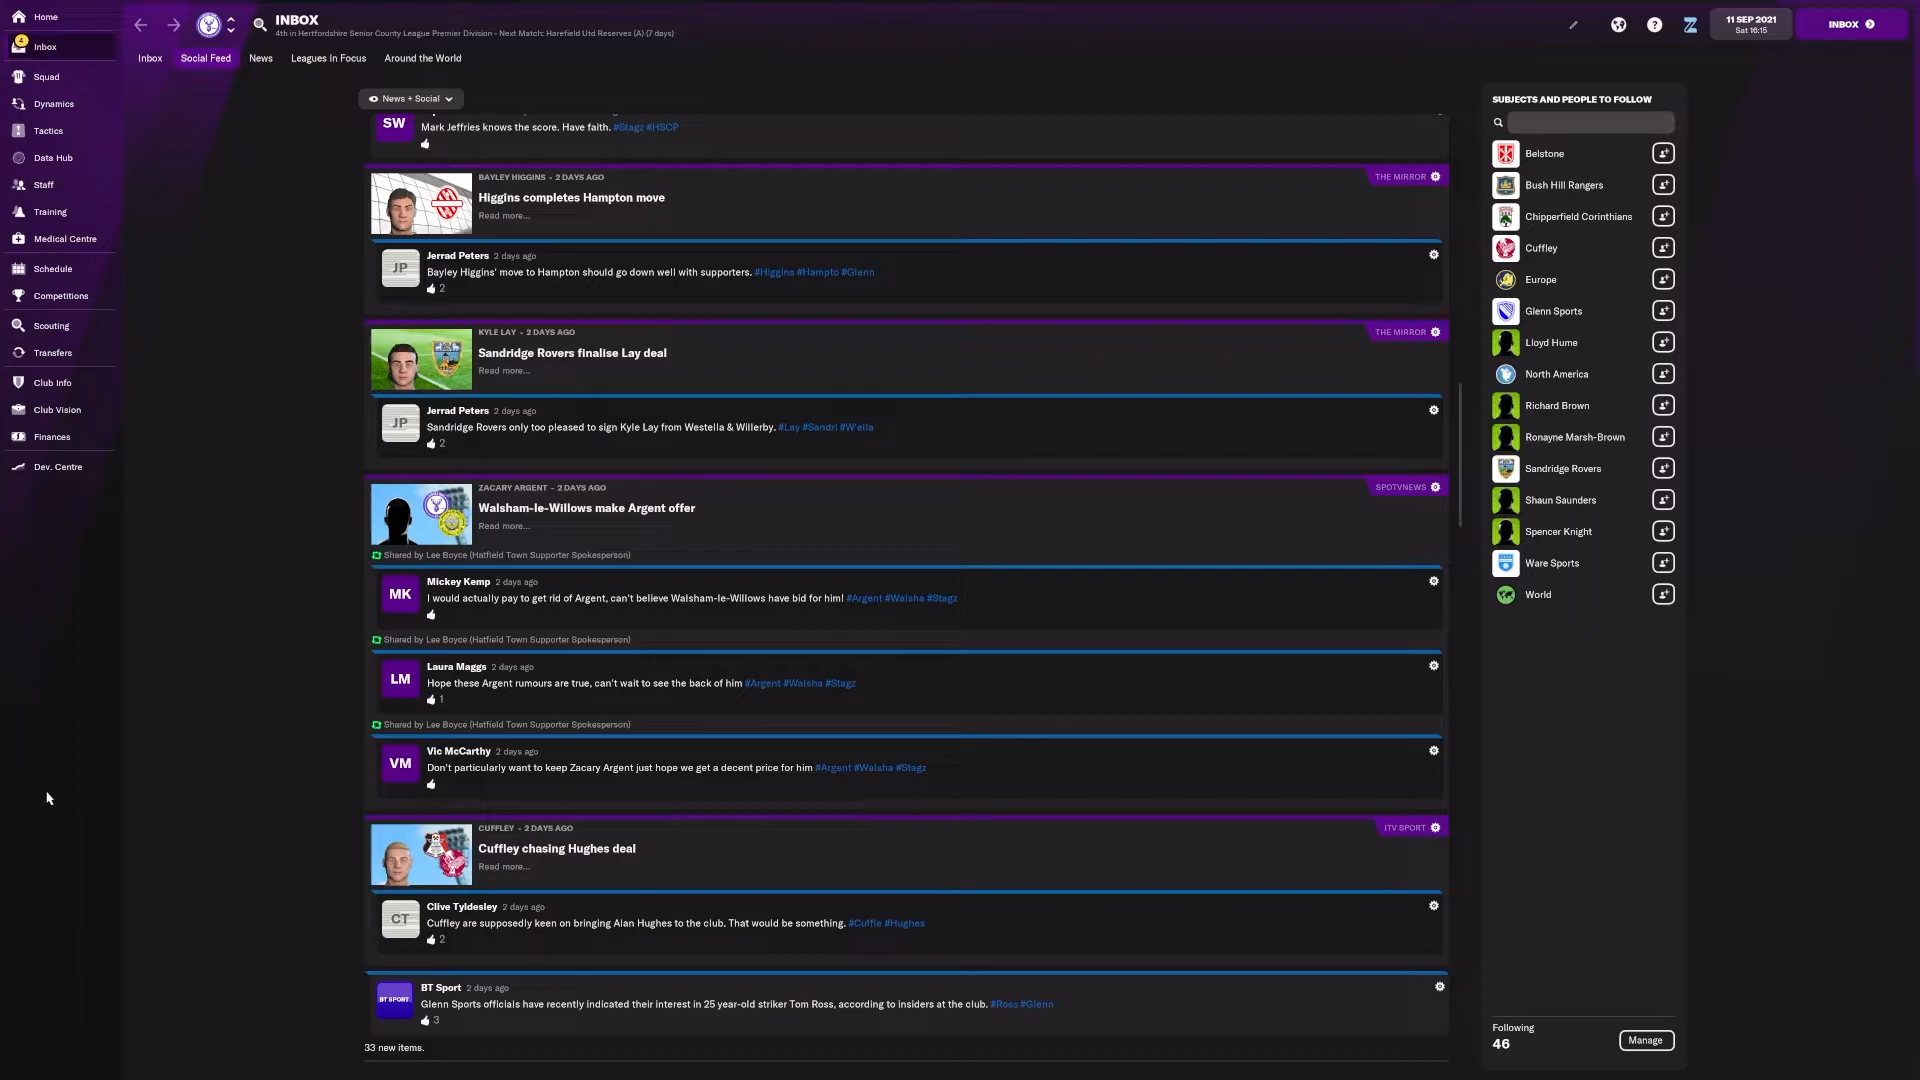 Home
4
Inbox
Squad
Dynamics
Tactics
Data Hub
Staff
Training
Medical Centre
Schedule
Competitions
Scouting
Transfers
Club Info
Club Vision
Finances
Dev. Centre
INBOX
4th in Hertfordshire Senior County League Premier Division - Next Match: Harefield Utd Reserves (A) (7 days)
?
Z
11 SEP 2021
Sat 16:15
INBOX
Inbox
Social Feed
News
Leagues in Focus
Around the World
News + Social
SW
Mark Jeffries knows the score. Have faith. #Stagz #HSCP
BAYLEY HIGGINS - 2 DAYS AGO
THE MIRROR
Higgins completes Hampton move
Read more...
JP
Jerrad Peters 2 days ago
Bayley Higgins' move to Hampton should go down well with supporters. #Higgins #Hampto #Glenn
2
KYLE LAY - 2 DAYS AGO
THE MIRROR
Sandridge Rovers finalise Lay deal
Read more...
JP
Jerrad Peters 2 days ago
Sandridge Rovers only too pleased to sign Kyle Lay from Westella & Willerby. #Lay #Sandri #W'ella
2
ZACARY ARGENT - 2 DAYS AGO
SPOTVNEWS
Walsham-le-Willows make Argent offer
Read more...
Shared by Lee Boyce (Hatfield Town Supporter Spokesperson)
MK
Mickey Kemp 2 days ago
I would actually pay to get rid of Argent, can't believe Walsham-le-Willows have bid for him! #Argent #Walsha #Stagz
Shared by Lee Boyce (Hatfield Town Supporter Spokesperson)
LM
Laura Maggs 2 days ago
Hope these Argent rumours are true, can't wait to see the back of him #Argent #Walsha #Stagz
1
Shared by Lee Boyce (Hatfield Town Supporter Spokesperson)
VM
Vic McCarthy 2 days ago
Don't particularly want to keep Zacary Argent just hope we get a decent price for him #Argent #Walsha #Stagz
CUFFLEY - 2 DAYS AGO
ITV SPORT
Cuffley chasing Hughes deal
Read more...
CT
Clive Tyldesley 2 days ago
Cuffley are supposedly keen on bringing Alan Hughes to the club. That would be something. #Cuffle #Hughes
2
BT SPORT
BT Sport 2 days ago
Glenn Sports officials have recently indicated their interest in 25 year-old striker Tom Ross, according to insiders at the club. #Ross #Glenn
3
33 new items.
SUBJECTS AND PEOPLE TO FOLLOW
Belstone
Bush Hill Rangers
Chipperfield Corinthians
Cuffley
Europe
Glenn Sports
Lloyd Hume
North America
Richard Brown
Ronayne Marsh-Brown
Sandridge Rovers
Shaun Saunders
Spencer Knight
Ware Sports
World
Following
46
Manage